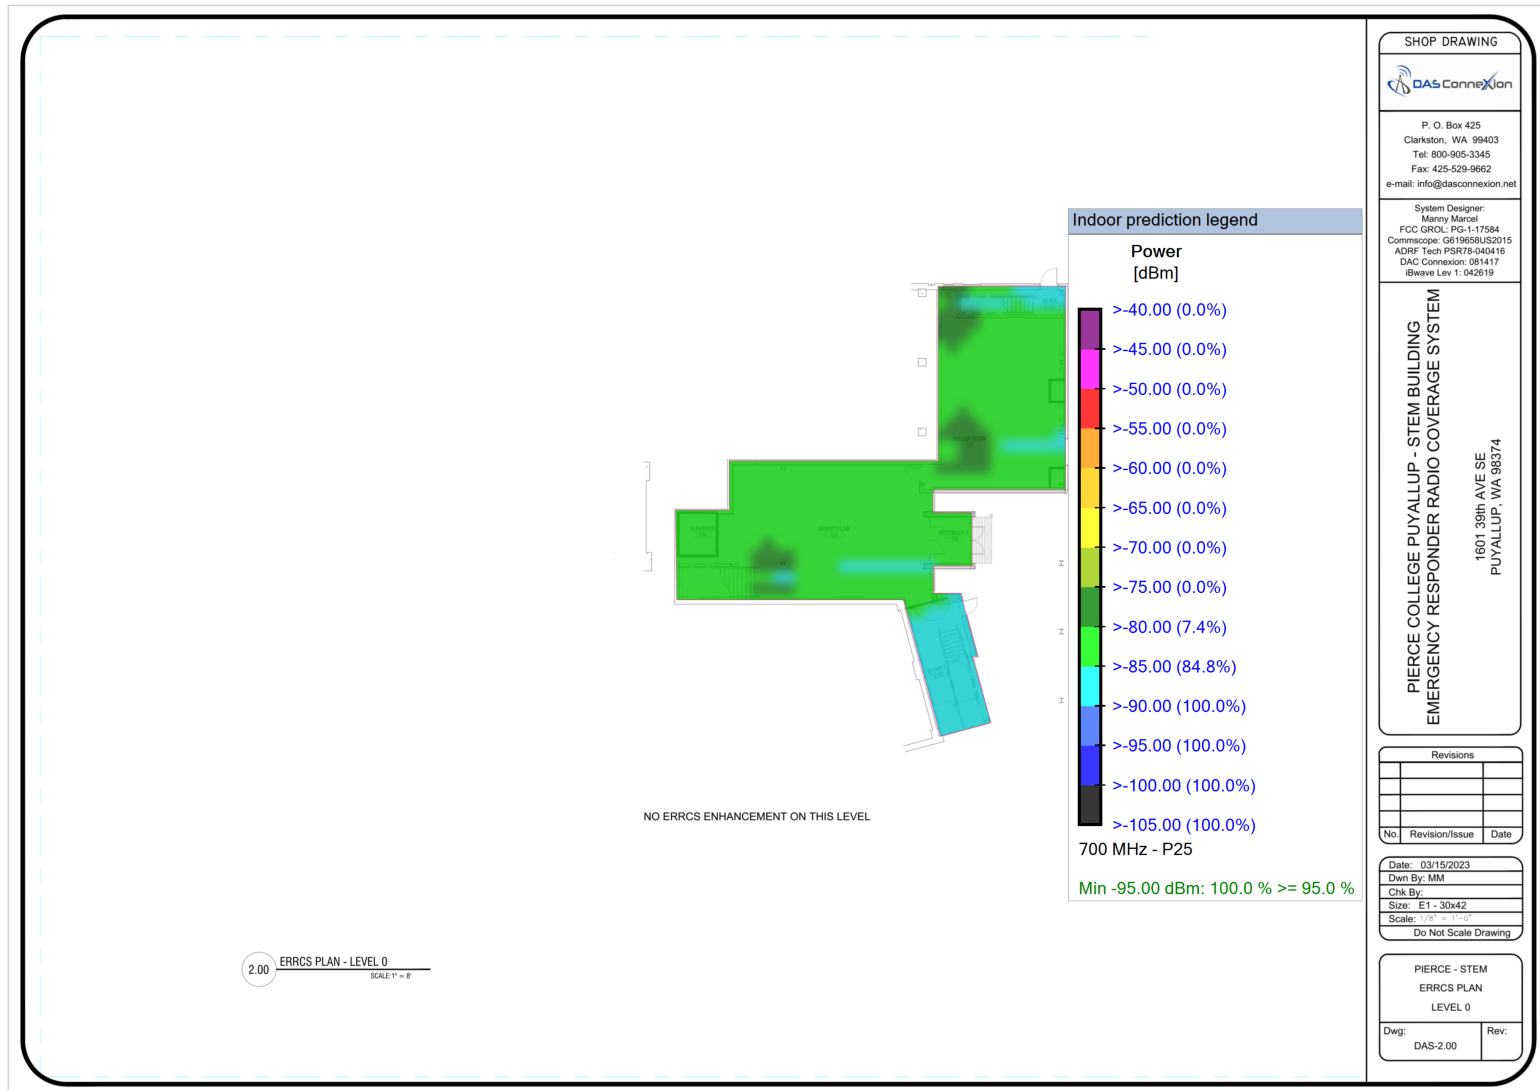 SHOP DRAWING
DAS ConneXion
P. O. Box 425
Clarkston, WA 99403
Tel: 800-905-3345
Fax: 425-529-9662
e-mail: info@dasconnexion.net
System Designer:
Manny Marcel
FCC GROL: PG-1-17584
Commscope: G619658US2015
ADRF Tech PSR78-040416
DAC Connexion: 081417
iBwave Lev 1: 042619
PIERCE COLLEGE PUYALLUP - STEM BUILDING
EMERGENCY RESPONDER RADIO COVERAGE SYSTEM
1601 39th AVE SE
PUYALLUP, WA 98374
Indoor prediction legend
Power
[dBm]
>-40.00 (0.0%)
>-45.00 (0.0%)
>-50.00 (0.0%)
>-55.00 (0.0%)
>-60.00 (0.0%)
>-65.00 (0.0%)
>-70.00 (0.0%)
>-75.00 (0.0%)
>-80.00 (7.4%)
>-85.00 (84.8%)
>-90.00 (100.0%)
>-95.00 (100.0%)
>-100.00 (100.0%)
>-105.00 (100.0%)
700 MHz - P25
Min -95.00 dBm: 100.0 % >= 95.0 %
BOILER ROOM
GRAVITY LAB
ELEVATOR
NO ERRCS ENHANCEMENT ON THIS LEVEL
2.00
ERRCS PLAN - LEVEL 0
SCALE: 1" = 8'
Revisions
No. Revision/Issue Date
Date: 03/15/2023
Dwn By: MM
Chk By:
Size: E1 - 30x42
Scale: 1/8" = 1'-0"
Do Not Scale Drawing
PIERCE - STEM
ERRCS PLAN
LEVEL 0
Dwg: Rev:
DAS-2.00